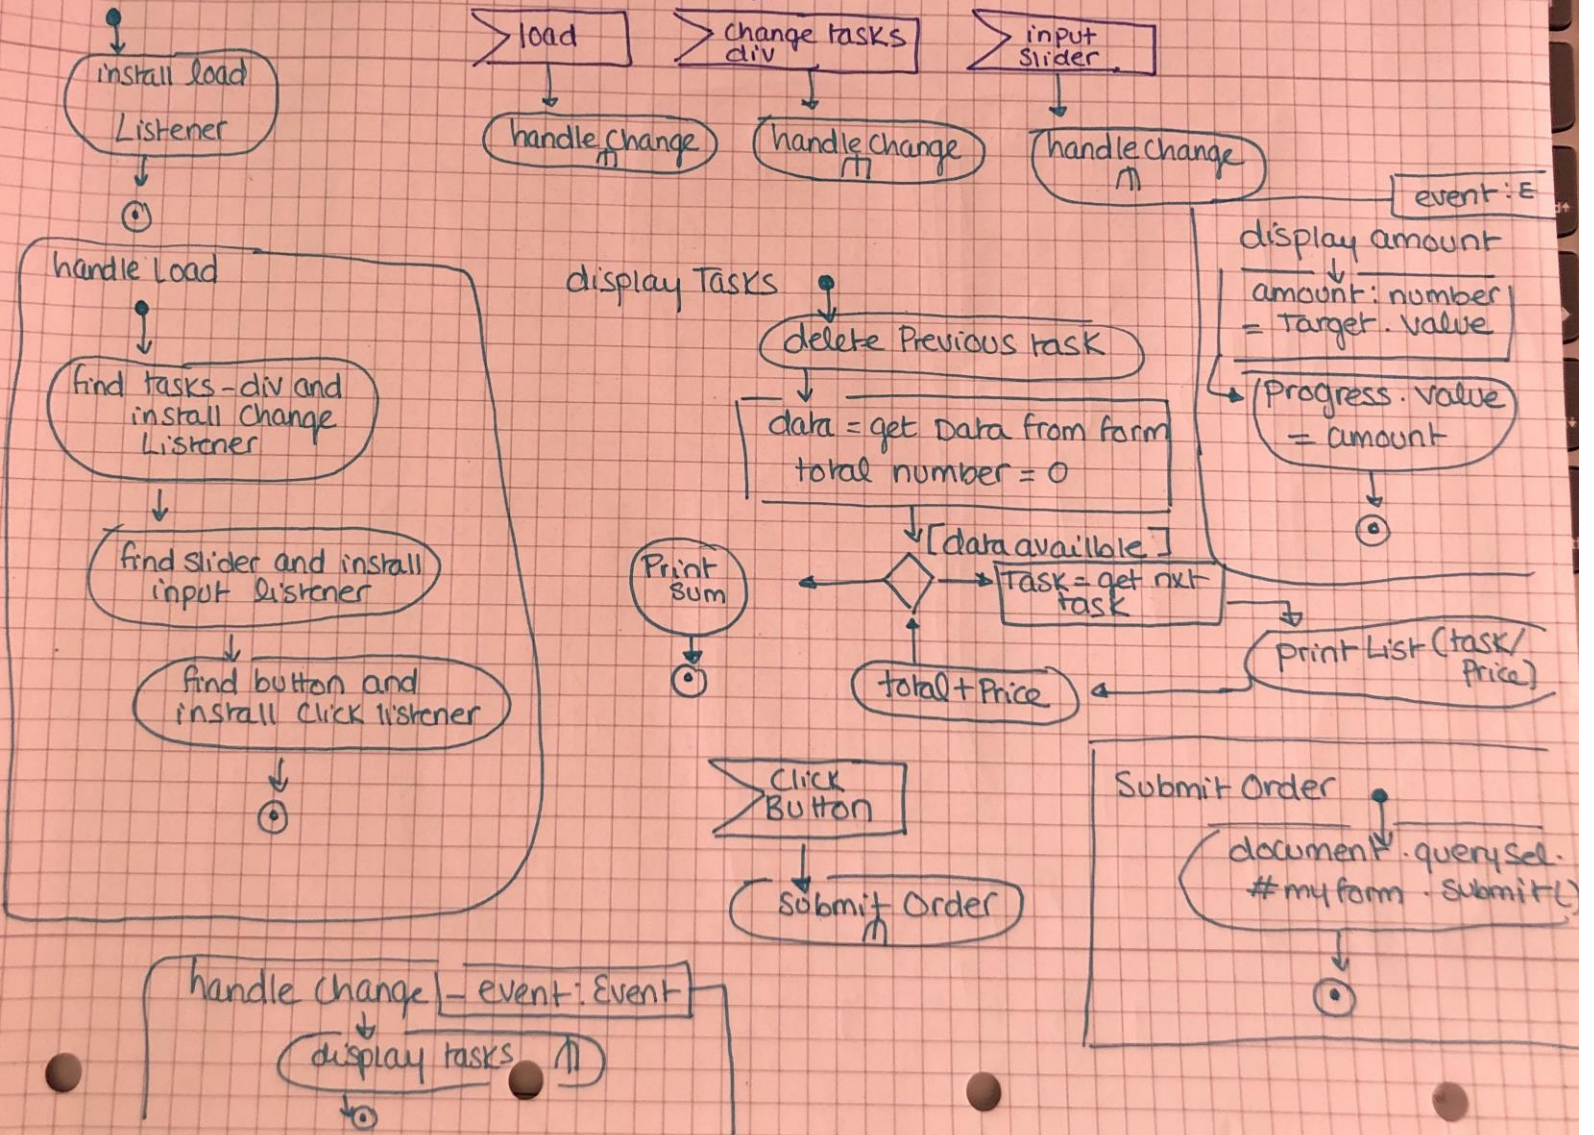 install load
Listener
load
change tasks
div
input
Slider
handle change
handle change
handle change
event : E
handle Load
find tasks-div and
install change
Listener
find slider and install
input listener
find button and
install click listener
display Tasks
delete Previous task
data = get Data from form
total number = 0
[data availlble]
Print
Sum
Task = get nxt
task
print List (task/
Price)
total + Price
display amount
amount : number
= Target . value
Progress . value
= amount
Click
Button
Submit Order
Submit Order
document . querySel.
#myform . submit()
handle change - event : Event
display tasks